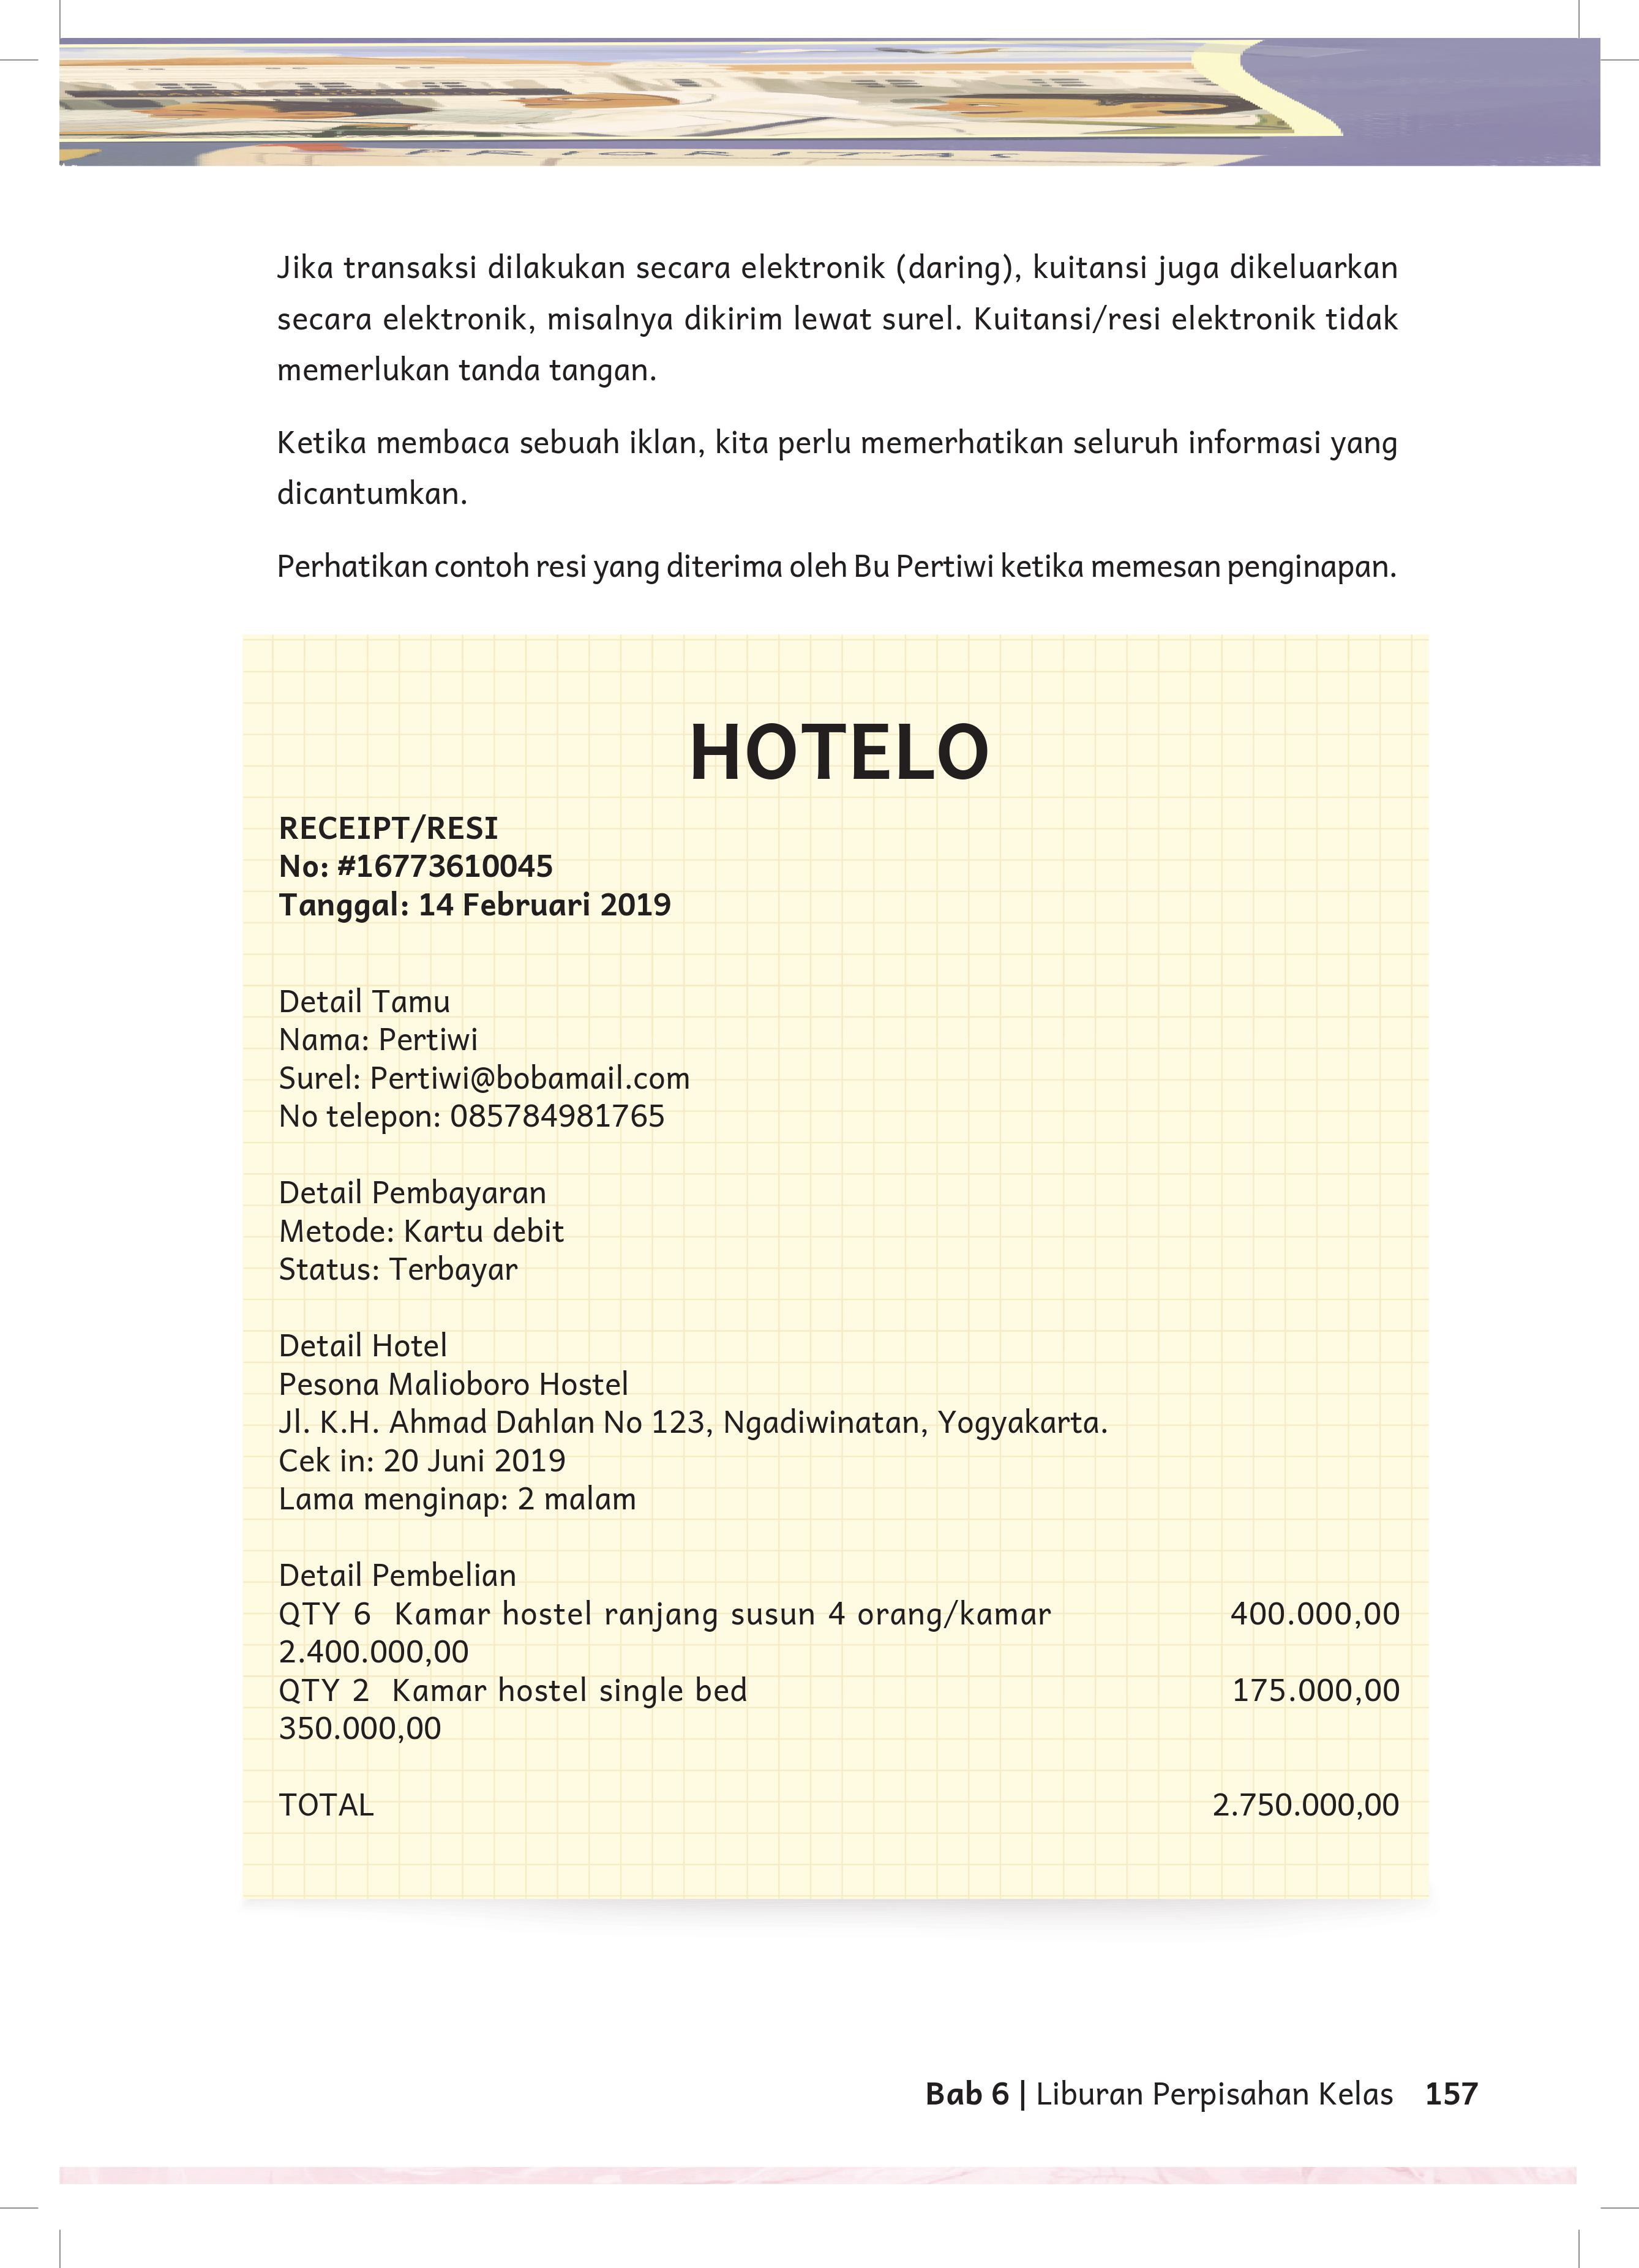 Jika transaksi dilakukan secara elektronik (daring), kuitansi juga dikeluarkan
secara elektronik, misalnya dikirim lewat surel. Kuitansi/resi elektronik tidak
memerlukan tanda tangan.
Ketika membaca sebuah iklan, kita perlu memerhatikan seluruh informasi yang
dicantumkan.
Perhatikan contoh resi yang diterima oleh Bu Pertiwi ketika memesan penginapan.
HOTELO
RECEIPT/RESI
No: #16773610045
Tanggal: 14 Februari 2019
Detail Tamu
Nama: Pertiwi
Surel: Pertiwi@bobamail.com
No telepon: 085784981765
Detail Pembayaran
Metode: Kartu debit
Status: Terbayar
Detail Hotel
Pesona Malioboro Hostel
Jl. K.H. Ahmad Dahlan No 123, Ngadiwinatan, Yogyakarta.
Cek in: 20 Juni 2019
Lama menginap: 2 malam
Detail Pembelian
QTY 6 Kamar hostel ranjang susun 4 orang/kamar 400.000,00
2.400.000,00
QTY 2 Kamar hostel single bed 175.000,00
350.000,00
TOTAL 2.750.000,00
Bab 6 | Liburan Perpisahan Kelas 157